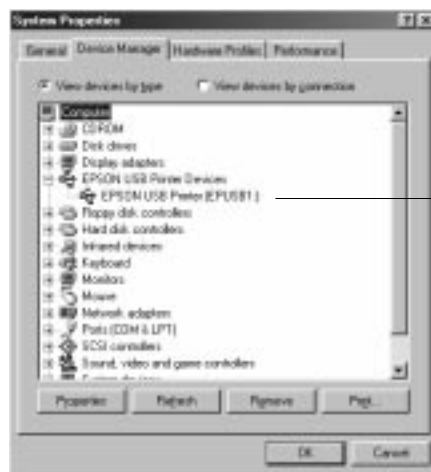 System Properties
General Device Manager Hardware Profiles Performance
View devices by type View devices by connection
Computer
CDROM
Disk drives
Display adapters
EPSON USB Printer Devices
EPSON USB Printer (EPUSB1:)
Floppy disk controllers
Hard disk controllers
Infrared devices
Keyboard
Monitors
Mouse
Network adapters
Ports (COM & LPT)
SCSI controllers
Sound, video and game controllers
Properties Refresh Remove Print...
OK Cancel